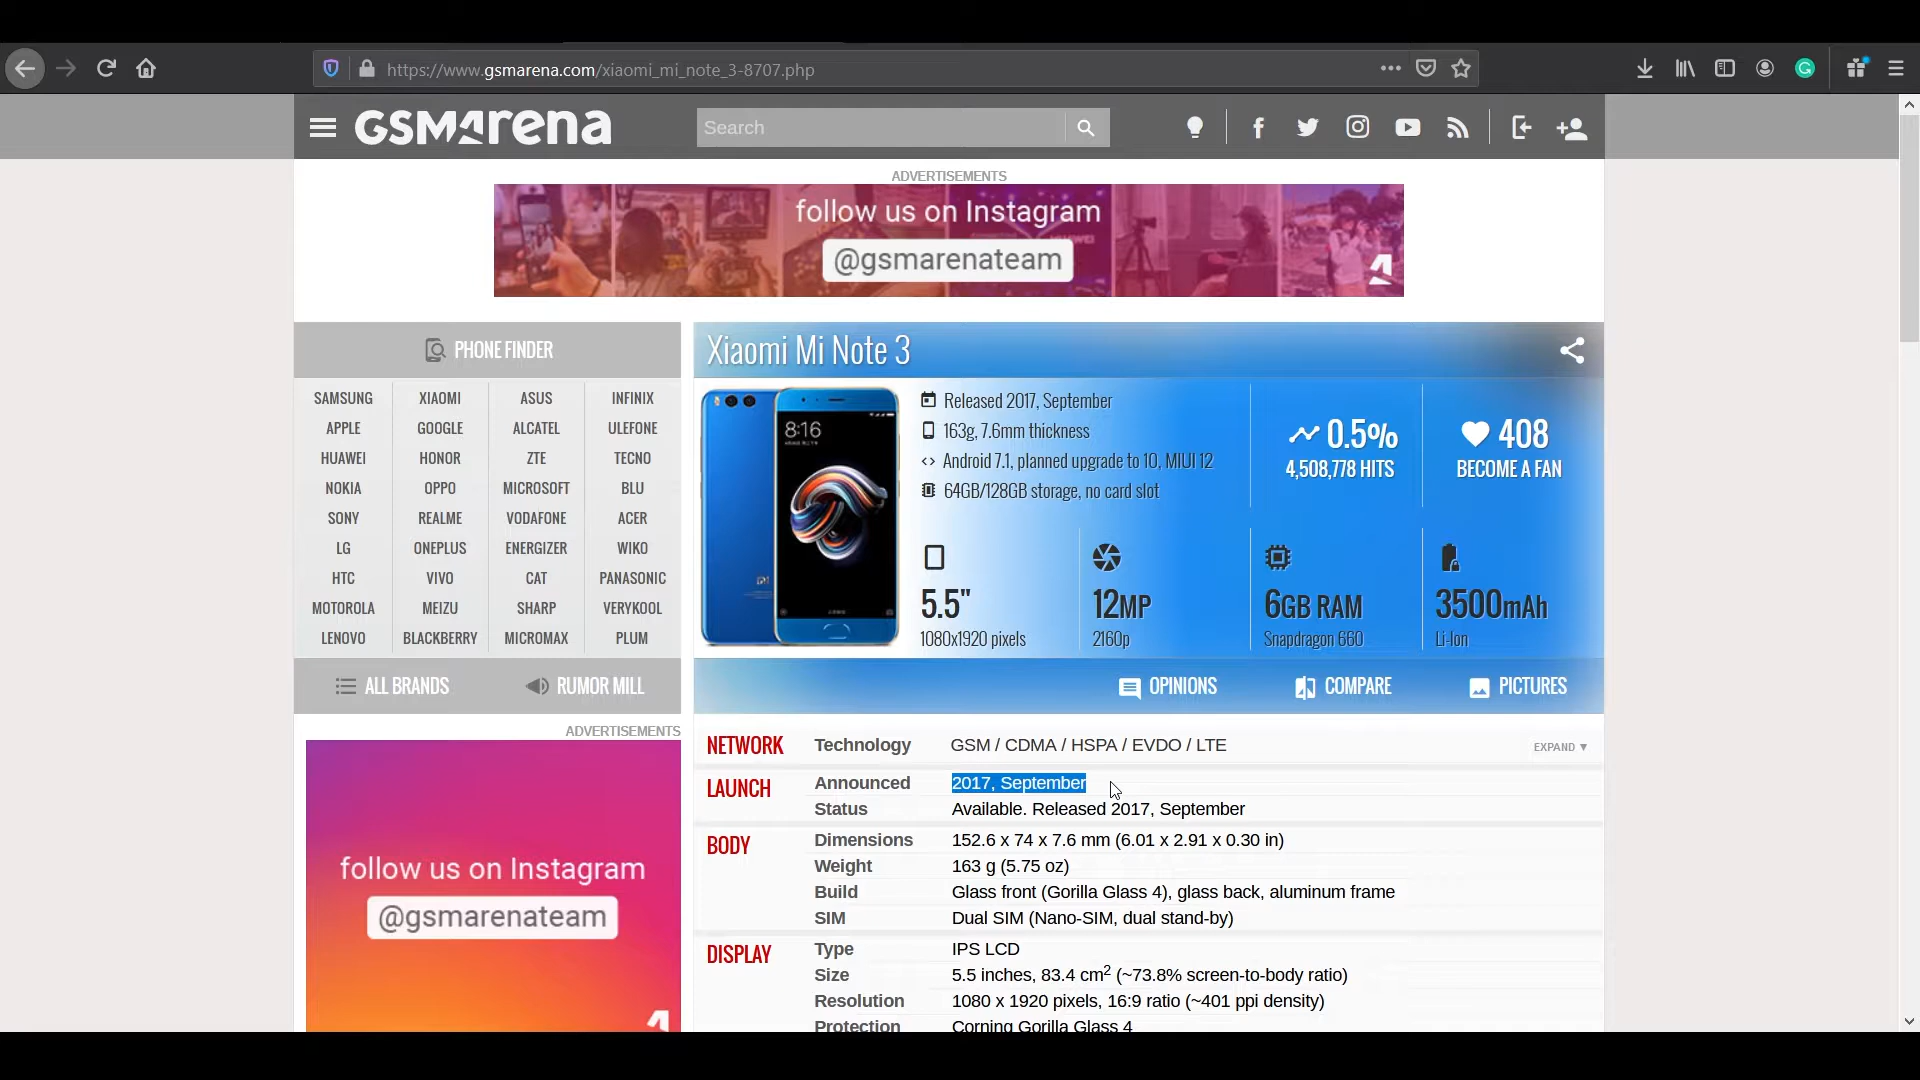 https://www.gsmarena.com/xiaomi_mi_note_3-8707.php
GSMArena
Search
ADVERTISEMENTS
follow us on Instagram
@gsmarenateam
PHONE FINDER
SAMSUNG XIAOMI ASUS INFINIX
APPLE GOOGLE ALCATEL ULEFONE
HUAWEI HONOR ZTE TECNO
NOKIA OPPO MICROSOFT BLU
SONY REALME VODAFONE ACER
LG ONEPLUS ENERGIZER WIKO
HTC VIVO CAT PANASONIC
MOTOROLA MEIZU SHARP VERYKOOL
LENOVO BLACKBERRY MICROMAX PLUM
ALL BRANDS RUMOR MILL
ADVERTISEMENTS
follow us on Instagram
@gsmarenateam
Xiaomi Mi Note 3
8:16
Released 2017, September
163g, 7.6mm thickness
Android 7.1, planned upgrade to 10, MIUI 12
64GB/128GB storage, no card slot
0.5%
4,508,778 HITS
408
BECOME A FAN
5.5"
1080x1920 pixels
12MP
2160p
6GB RAM
Snapdragon 660
3500mAh
Li-Ion
OPINIONS COMPARE PICTURES
NETWORK Technology GSM / CDMA / HSPA / EVDO / LTE EXPAND ▼
LAUNCH Announced 2017, September
Status Available. Released 2017, September
BODY Dimensions 152.6 x 74 x 7.6 mm (6.01 x 2.91 x 0.30 in)
Weight 163 g (5.75 oz)
Build Glass front (Gorilla Glass 4), glass back, aluminum frame
SIM Dual SIM (Nano-SIM, dual stand-by)
DISPLAY Type IPS LCD
Size 5.5 inches, 83.4 cm2 (~73.8% screen-to-body ratio)
Resolution 1080 x 1920 pixels, 16:9 ratio (~401 ppi density)
Protection Corning Gorilla Glass 4